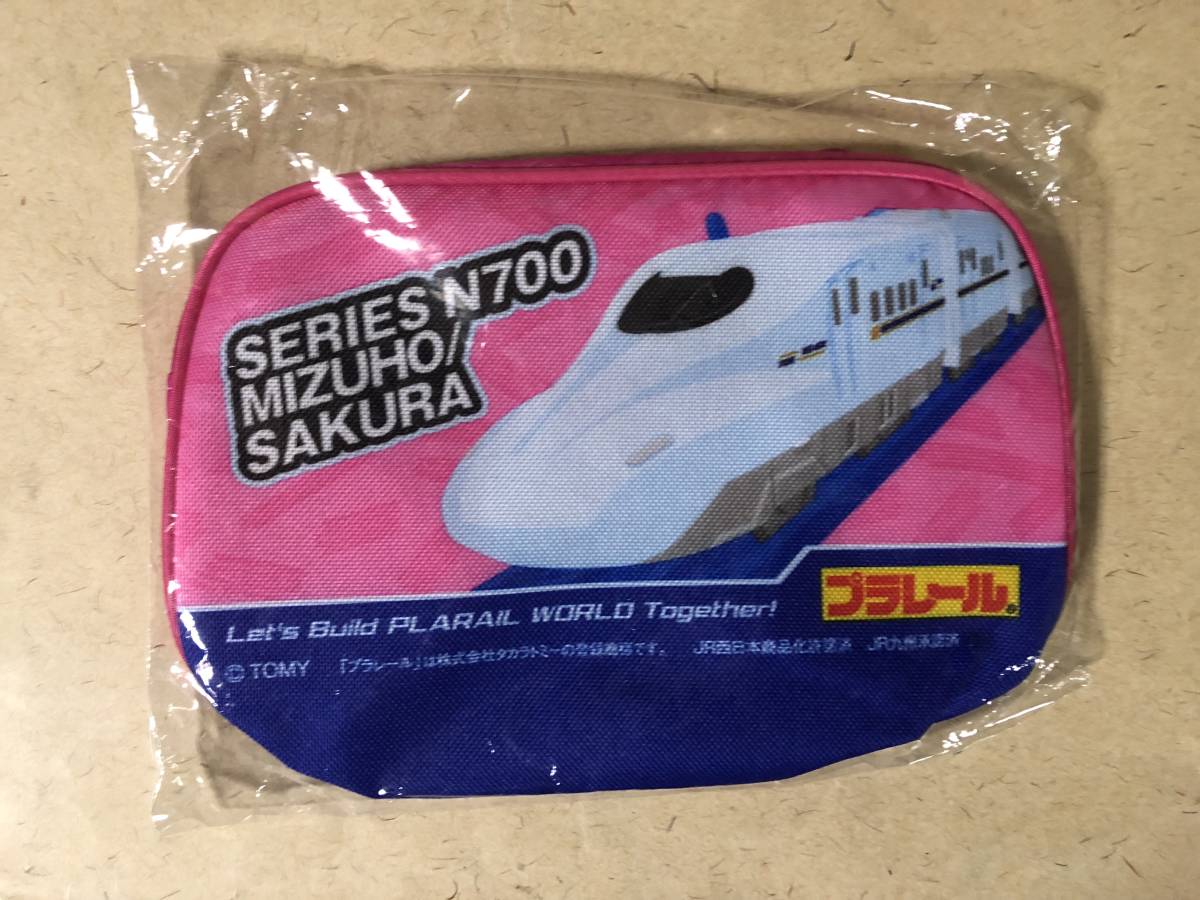 SERIES N700
MIZUHO/
SAKURA
プラレール®
Let's Build PLARAIL WORLD Together!
©TOMY 「プラレール」は株式会社タカラトミーの登録商標です。 JR西日本商品化許諾済 JR九州承認済